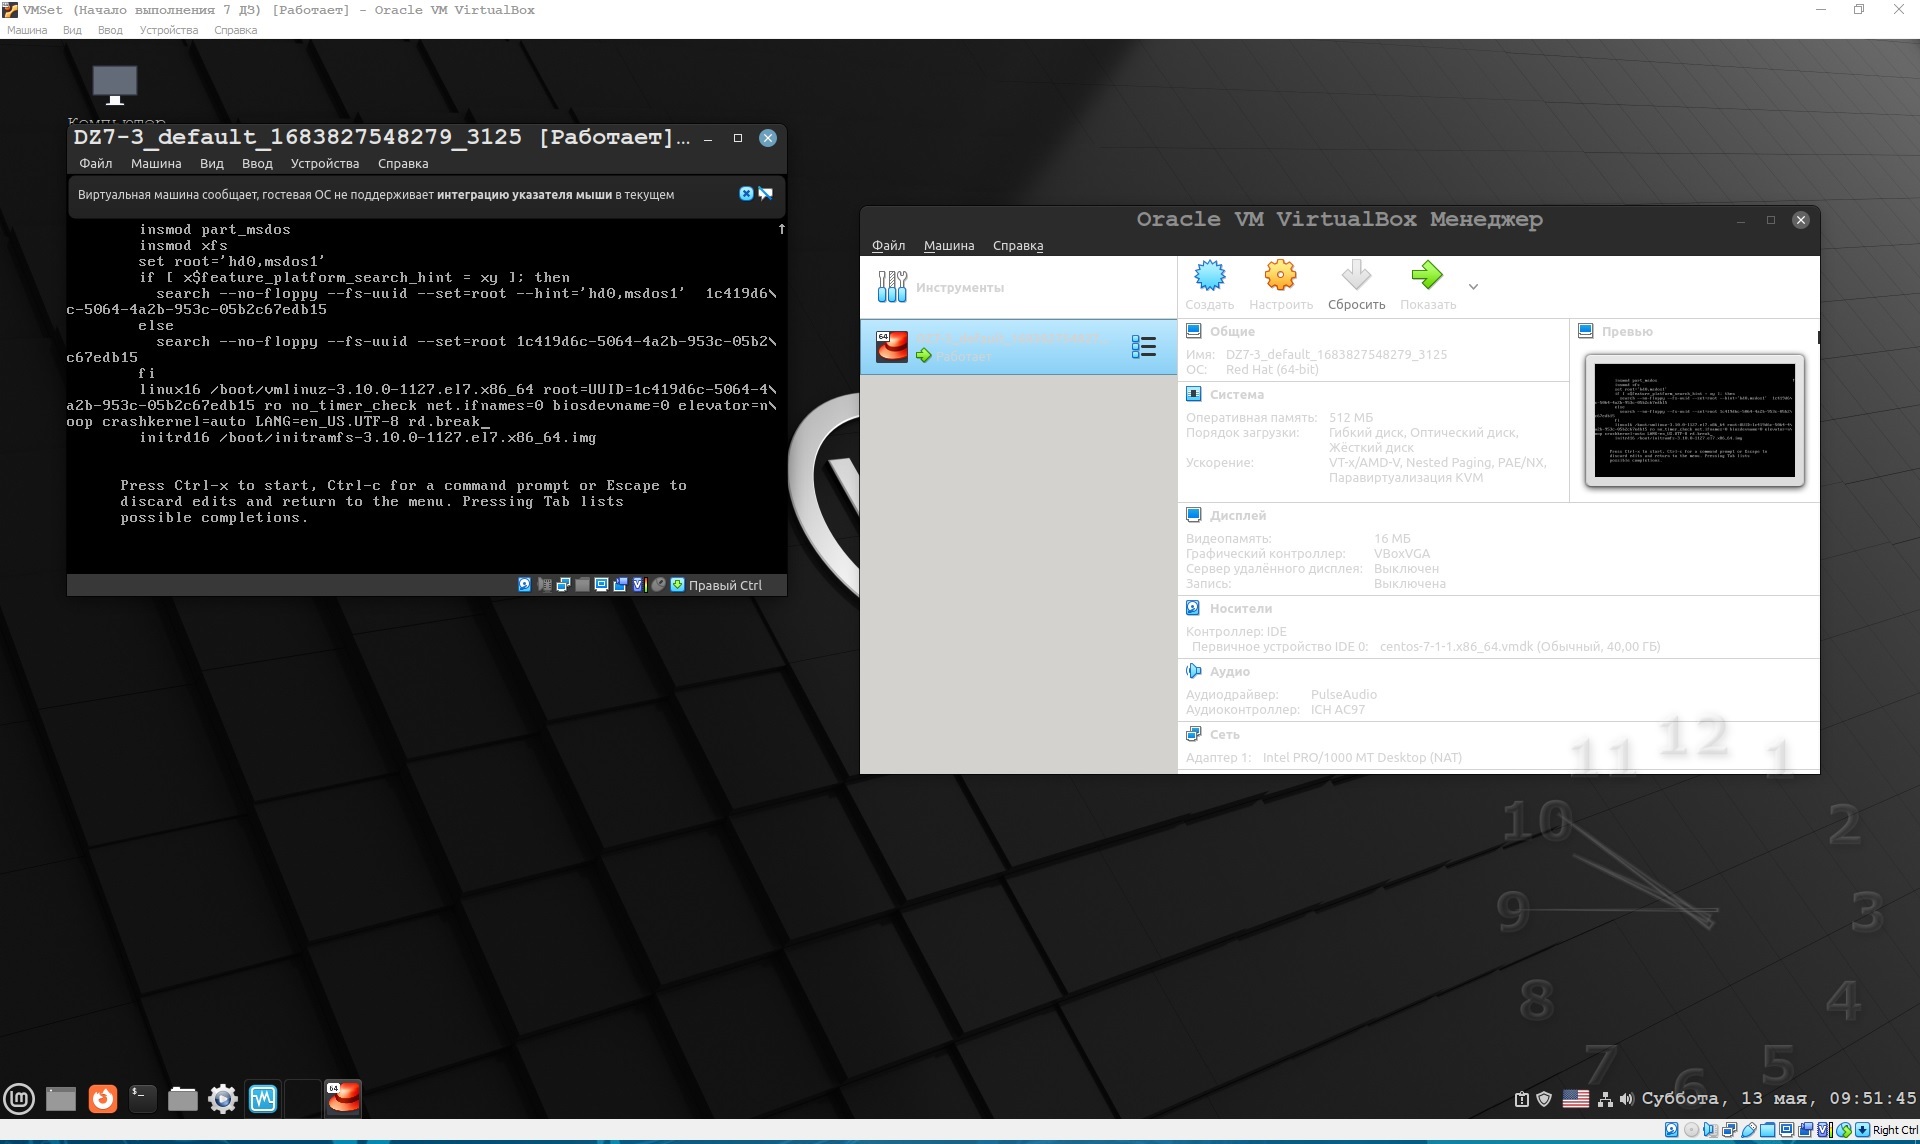 VMSet (Начало выполнения 7 ДЗ) [Работает] - Oracle VM VirtualBox
Машина Вид Ввод Устройства Справка
Компьютер
DZ7-3_default_1683827548279_3125 [Работает]...
Файл Машина Вид Ввод Устройства Справка
Виртуальная машина сообщает, гостевая ОС не поддерживает интеграцию указателя мыши в текущем
insmod part_msdos
insmod xfs
set root='hd0,msdos1'
if [ x$feature_platform_search_hint = xy ]; then
search --no-floppy --fs-uuid --set=root --hint='hd0,msdos1' 1c419d6\
c-5064-4a2b-953c-05b2c67edb15
else
search --no-floppy --fs-uuid --set=root 1c419d6c-5064-4a2b-953c-05b2\
c67edb15
fi
linux16 /boot/vmlinuz-3.10.0-1127.el7.x86_64 root=UUID=1c419d6c-5064-4\
a2b-953c-05b2c67edb15 ro no_timer_check net.ifnames=0 biosdevname=0 elevator=n\
oop crashkernel=auto LANG=en_US.UTF-8 rd.break_
initrd16 /boot/initramfs-3.10.0-1127.el7.x86_64.img
Press Ctrl-x to start, Ctrl-c for a command prompt or Escape to
discard edits and return to the menu. Pressing Tab lists
possible completions.
Правый Ctrl
Oracle VM VirtualBox Менеджер
Файл Машина Справка
Инструменты
Создать Настроить Сбросить Показать
64
Работает
Общие
Имя: DZ7-3_default_1683827548279_3125
ОС: Red Hat (64-bit)
Превью
Система
Оперативная память: 512 МБ
Порядок загрузки: Гибкий диск, Оптический диск,
Жёсткий диск
Ускорение: VT-x/AMD-V, Nested Paging, PAE/NX,
Паравиртуализация KVM
Дисплей
Видеопамять: 16 МБ
Графический контроллер: VBoxVGA
Сервер удалённого дисплея: Выключен
Запись: Выключена
Носители
Контроллер: IDE
Первичное устройство IDE 0: centos-7-1-1.x86_64.vmdk (Обычный, 40,00 ГБ)
Аудио
Аудиодрайвер: PulseAudio
Аудиоконтроллер: ICH AC97
Сеть
Адаптер 1: Intel PRO/1000 MT Desktop (NAT)
12
11
1
10
2
9
3
8
4
7
5
6
64
Суббота, 13 мая, 09:51:45
Right Ctrl